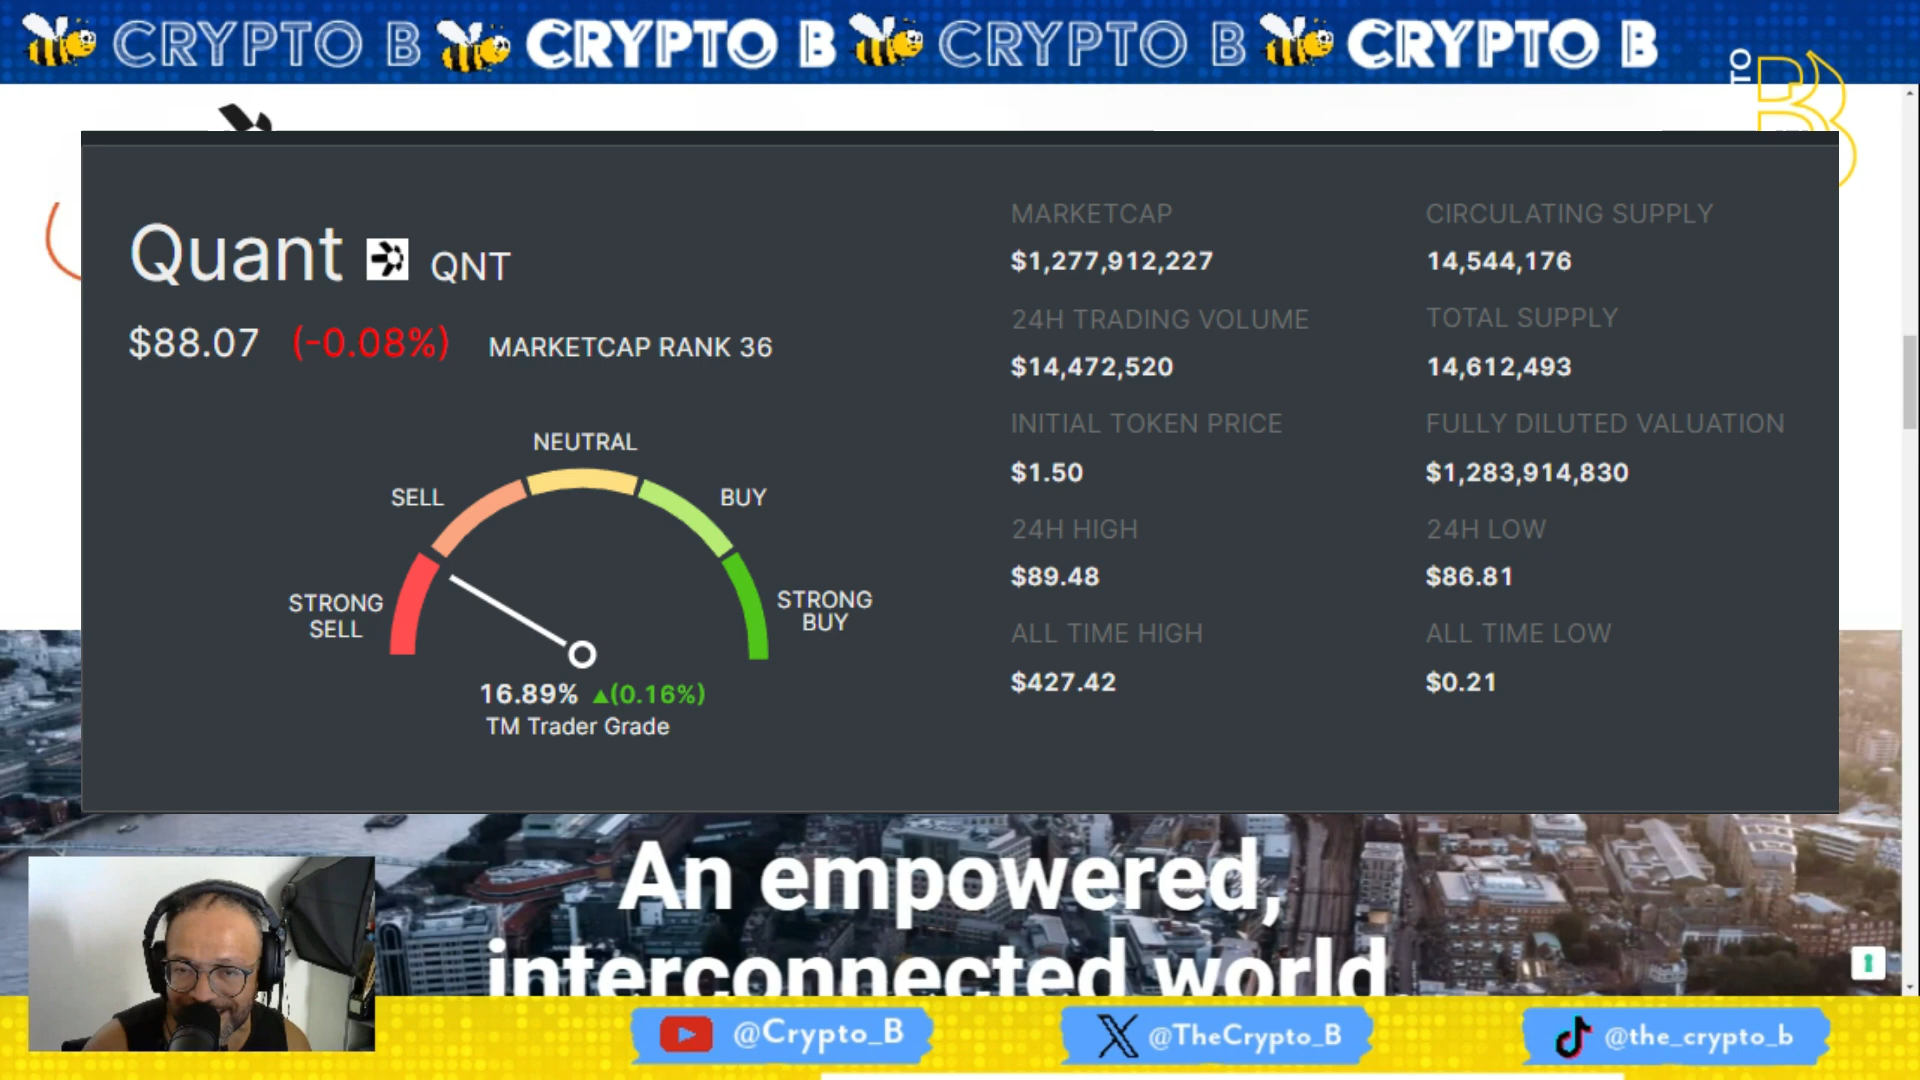 CRYPTO B CRYPTO B CRYPTO B CRYPTO B
TO
Quant QNT
$88.07 (-0.08%) MARKETCAP RANK 36
NEUTRAL
SELL BUY
STRONG SELL
STRONG BUY
16.89% ▲(0.16%)
TM Trader Grade
MARKETCAP
$1,277,912,227
24H TRADING VOLUME
$14,472,520
INITIAL TOKEN PRICE
$1.50
24H HIGH
$89.48
ALL TIME HIGH
$427.42
CIRCULATING SUPPLY
14,544,176
TOTAL SUPPLY
14,612,493
FULLY DILUTED VALUATION
$1,283,914,830
24H LOW
$86.81
ALL TIME LOW
$0.21
An empowered,
interconnected world
@Crypto_B
@TheCrypto_B
@the_crypto_b